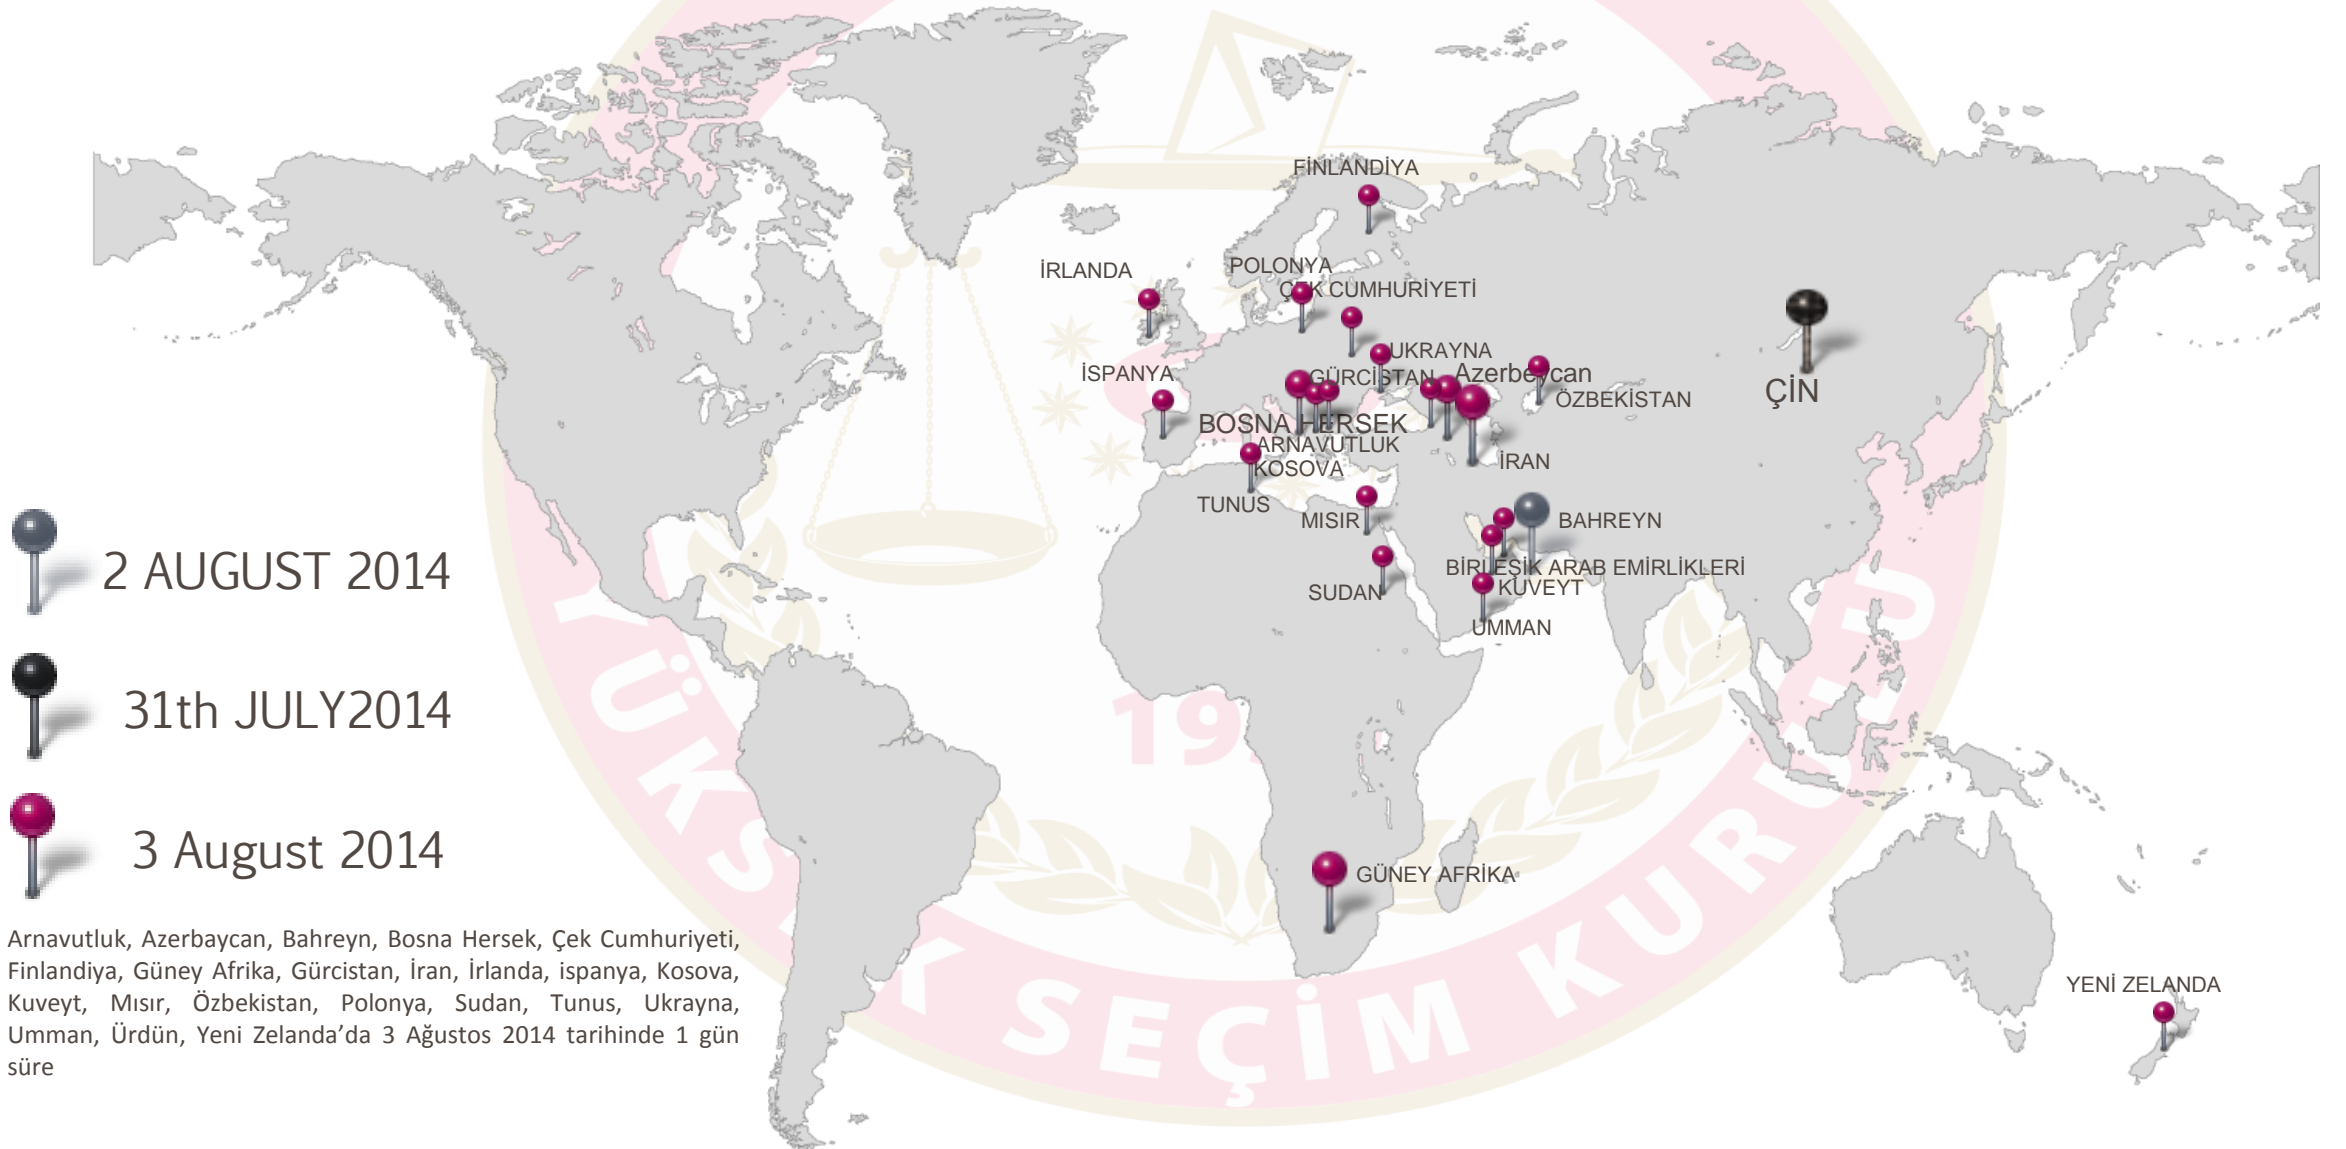 FİNLANDİYA
İRLANDA
POLONYA
ÇEK CUMHURİYETİ
UKRAYNA
İSPANYA
GÜRCİSTAN
Azerbeycan
ÖZBEKİSTAN
ÇİN
BOSNA HERSEK
ARNAVUTLUK
KOSOVA
İRAN
TUNUS
MISIR
BAHREYN
BİRLEŞİK ARAB EMİRLİKLERİ
KUVEYT
SUDAN
UMMAN
2 AUGUST 2014
31th JULY2014
3 August 2014
GÜNEY AFRİKA
YENİ ZELANDA
Arnavutluk, Azerbaycan, Bahreyn, Bosna Hersek, Çek Cumhuriyeti,
Finlandiya, Güney Afrika, Gürcistan, İran, İrlanda, ispanya, Kosova,
Kuveyt, Mısır, Özbekistan, Polonya, Sudan, Tunus, Ukrayna,
Umman, Ürdün, Yeni Zelanda’da 3 Ağustos 2014 tarihinde 1 gün
süre
YÜKSEK SEÇİM KURULU